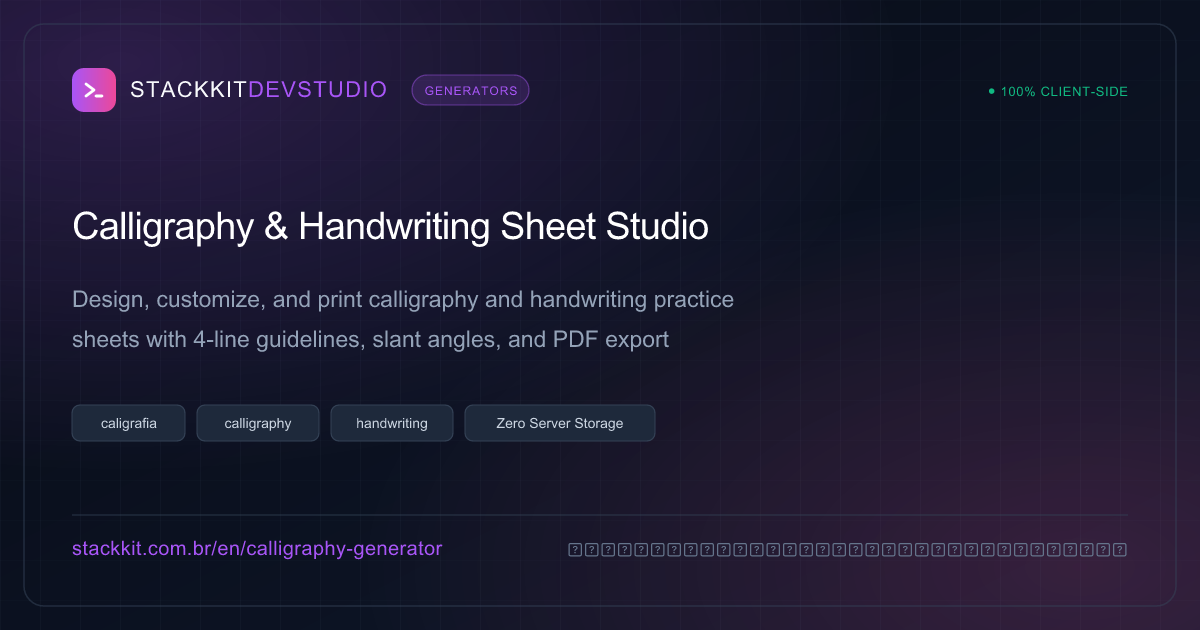 STACKKITDEVSTUDIO GENERATORS
100% CLIENT-SIDE
Calligraphy & Handwriting Sheet Studio
Design, customize, and print calligraphy and handwriting practice
sheets with 4-line guidelines, slant angles, and PDF export
caligrafia calligraphy handwriting Zero Server Storage
stackkit.com.br/en/calligraphy-generator